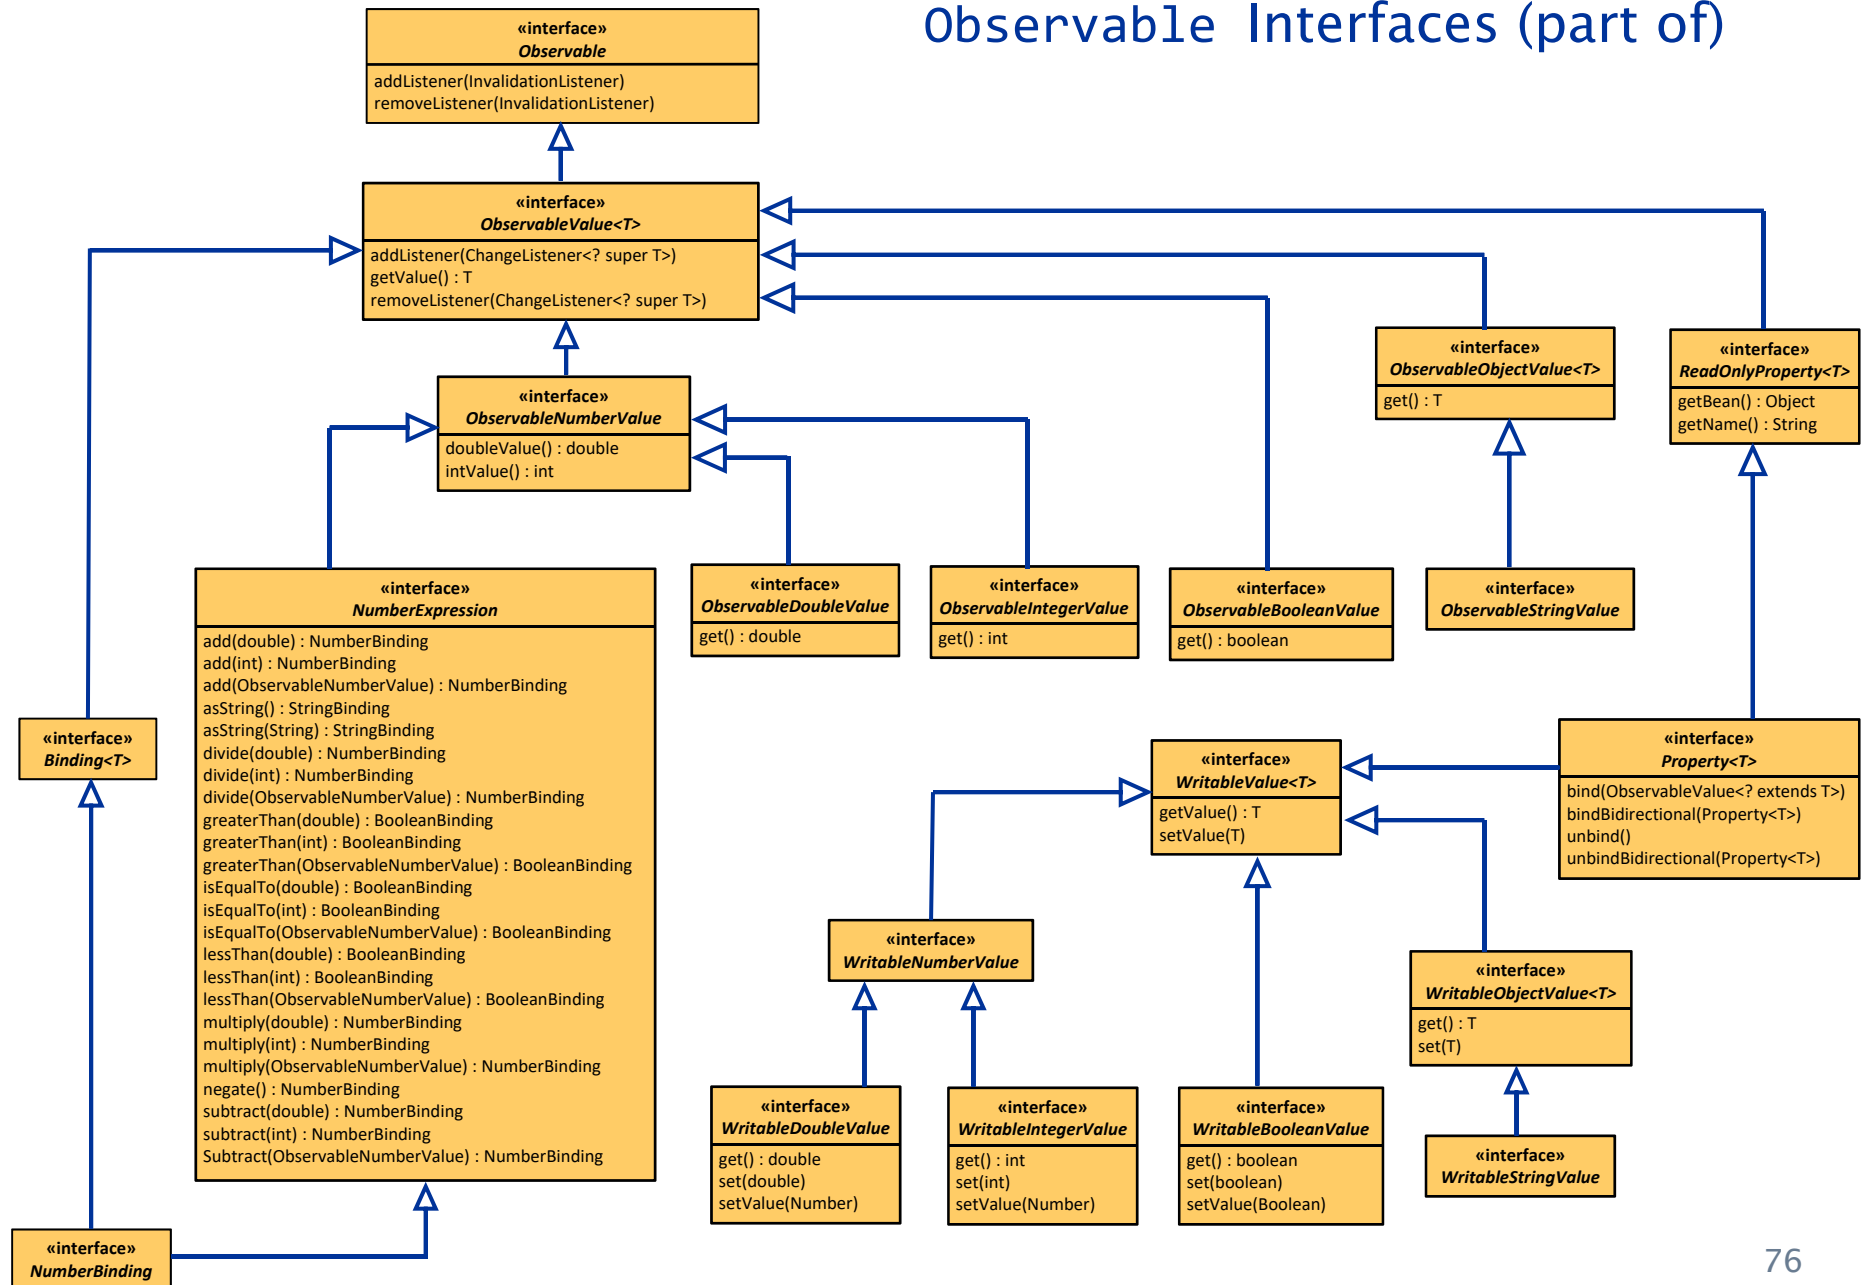 Observable Interfaces (part of)
«interface»
Observable
addListener(InvalidationListener)
removeListener(InvalidationListener)
«interface»
ObservableValue<T>
addListener(ChangeListener<? super T>)
getValue() : T
removeListener(ChangeListener<? super T>)
«interface»
ObservableNumberValue
doubleValue() : double
intValue() : int
«interface»
ObservableObjectValue<T>
get() : T
«interface»
ReadOnlyProperty<T>
getBean() : Object
getName() : String
«interface»
NumberExpression
add(double) : NumberBinding
add(int) : NumberBinding
add(ObservableNumberValue) : NumberBinding
asString() : StringBinding
asString(String) : StringBinding
divide(double) : NumberBinding
divide(int) : NumberBinding
divide(ObservableNumberValue) : NumberBinding
greaterThan(double) : BooleanBinding
greaterThan(int) : BooleanBinding
greaterThan(ObservableNumberValue) : BooleanBinding
isEqualTo(double) : BooleanBinding
isEqualTo(int) : BooleanBinding
isEqualTo(ObservableNumberValue) : BooleanBinding
lessThan(double) : BooleanBinding
lessThan(int) : BooleanBinding
lessThan(ObservableNumberValue) : BooleanBinding
multiply(double) : NumberBinding
multiply(int) : NumberBinding
multiply(ObservableNumberValue) : NumberBinding
negate() : NumberBinding
subtract(double) : NumberBinding
subtract(int) : NumberBinding
Subtract(ObservableNumberValue) : NumberBinding
«interface»
ObservableDoubleValue
get() : double
«interface»
ObservableIntegerValue
get() : int
«interface»
ObservableBooleanValue
get() : boolean
«interface»
ObservableStringValue
«interface»
Binding<T>
«interface»
WritableValue<T>
getValue() : T
setValue(T)
«interface»
Property<T>
bind(ObservableValue<? extends T>)
bindBidirectional(Property<T>)
unbind()
unbindBidirectional(Property<T>)
«interface»
WritableNumberValue
«interface»
WritableObjectValue<T>
get() : T
set(T)
«interface»
WritableDoubleValue
get() : double
set(double)
setValue(Number)
«interface»
WritableIntegerValue
get() : int
set(int)
setValue(Number)
«interface»
WritableBooleanValue
get() : boolean
set(boolean)
setValue(Boolean)
«interface»
WritableStringValue
«interface»
NumberBinding
76